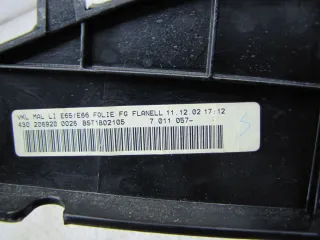 VKL MAL LI E65/E66 FOLIE FG FLANELL 11.12.02 17:12
430 206920 0026 BST1802105 7 011 057-